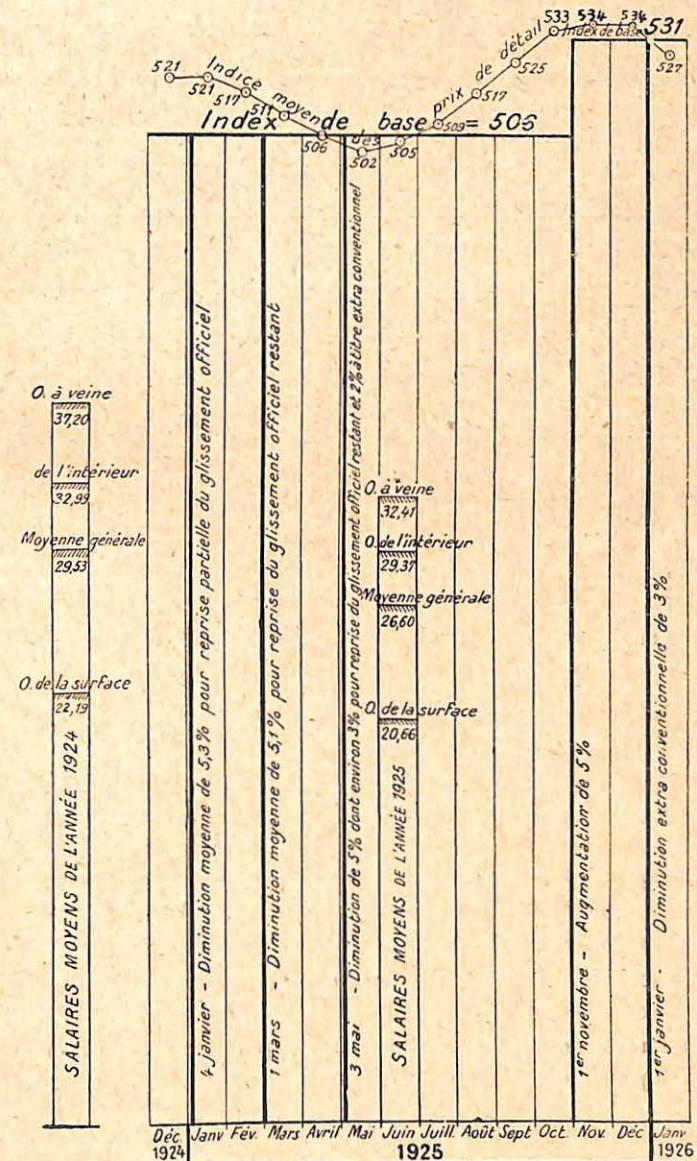 533 534 534
Index de base 531
527
521
521
517
511
506
502
505
509
517
525
Indice moyen des prix de détail
Index de base = 506
O. à veine
37,20
de l'intérieur
32,99
Moyenne générale
29,53
O. de la surface
22,19
SALAIRES MOYENS DE L'ANNÉE 1924
4 janvier - Diminution moyenne de 5,3% pour reprise partielle du glissement officiel
1 mars - Diminution moyenne de 5,1% pour reprise du glissement officiel restant
3 mai - Diminution de 5% dont environ 3% pour reprise du glissement officiel restant et 2% à titre extra conventionnel
O. à veine
32,41
O. de l'intérieur
29,37
Moyenne générale
26,60
O. de la surface
20,66
SALAIRES MOYENS DE L'ANNÉE 1925
1er novembre - Augmentation de 5%
1er janvier - Diminution extra conventionnelle de 3%
Déc. Janv Fév. Mars Avril Mai Juin Juill. Août Sept Oct. Nov. Déc Janv
1924 1925 1926